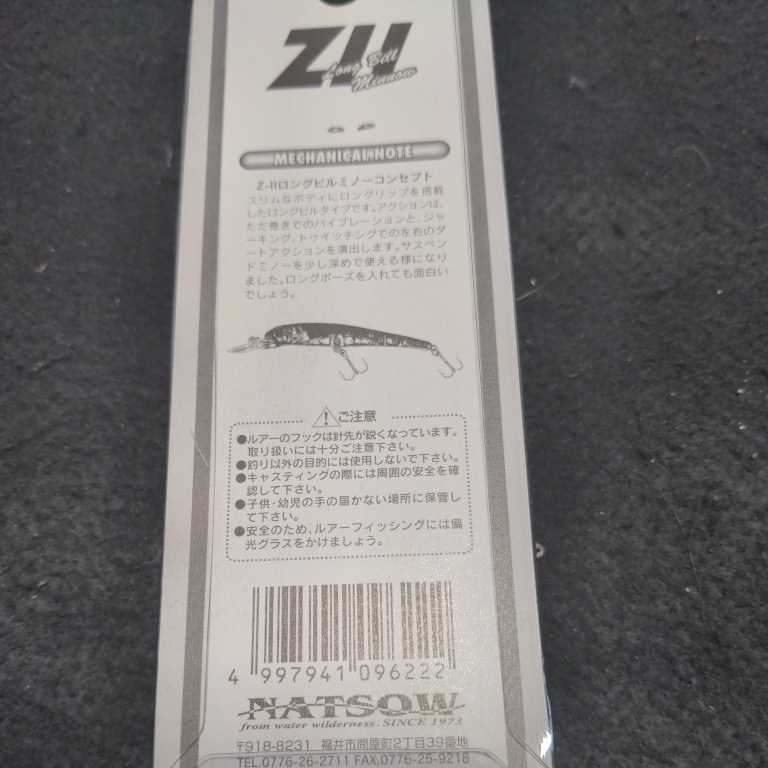 ZII
Long Bill
Minnow
MECHANICAL NOTE
Z-IIロングビルミノーコンセプト
スリムなボディにロングリップを搭載
したロングビルタイプです。アクションは、
ただ巻きでのバイブレーションと、ジャ
ーキング、トゥイッチングでの左右のダ
ートアクションを演出します。サスペン
ドミノーを少し深めで使える様になり
ました。ロングポーズを入れても面白い
でしょう。
ご注意
●ルアーのフックは針先が鋭くなっています。
取り扱いには十分ご注意下さい。
●釣り以外の目的には使用しないで下さい。
●キャスティングの際には周囲の安全を確
認して下さい。
●子供・幼児の手の届かない場所に保管し
て下さい。
●安全のため、ルアーフィッシングには偏
光グラスをかけましょう。
4 997941 096222
NATSOW
from water wilderness. SINCE 1973
〒918-8231 福井市問屋町2丁目39番地
TEL.0776-26-2711 FAX.0776-25-9218